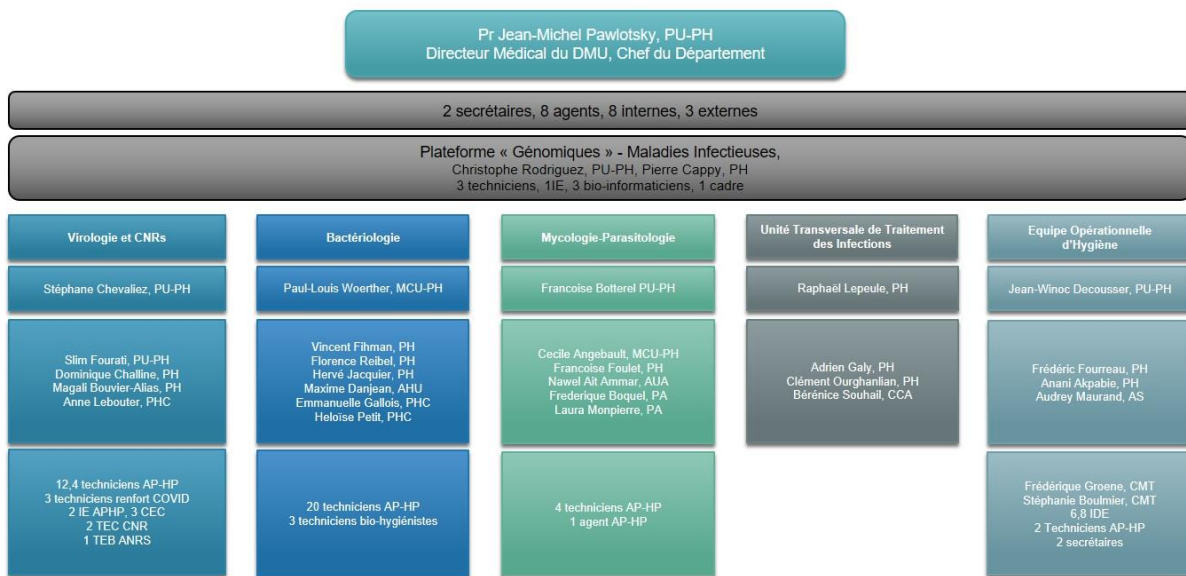 Pr Jean-Michel Pawlotsky, PU-PH
Directeur Médical du DMU, Chef du Département
2 secrétaires, 8 agents, 8 internes, 3 externes
Plateforme « Génomiques » - Maladies Infectieuses,
Christophe Rodriguez, PU-PH, Pierre Cappy, PH
3 techniciens, 1IE, 3 bio-informaticiens, 1 cadre
Virologie et CNRs
Stéphane Chevaliez, PU-PH
Slim Fourati, PU-PH
Dominique Challine, PH
Magali Bouvier-Alias, PH
Anne Lebouter, PHC
12,4 techniciens AP-HP
3 techniciens renfort COVID
2 IE APHP, 3 CEC
2 TEC CNR
1 TEB ANRS
Bactériologie
Paul-Louis Woerther, MCU-PH
Vincent Fihman, PH
Florence Reibel, PH
Hervé Jacquier, PH
Maxime Danjean, AHU
Emmanuelle Gallois, PHC
Heloïse Petit, PHC
20 techniciens AP-HP
3 techniciens bio-hygiénistes
Mycologie-Parasitologie
Francoise Botterel PU-PH
Cecile Angebault, MCU-PH
Francoise Foulet, PH
Nawel Ait Ammar, AUA
Frederique Boquel, PA
Laura Monpierre, PA
4 techniciens AP-HP
1 agent AP-HP
Unité Transversale de Traitement
des Infections
Raphaël Lepeule, PH
Adrien Galy, PH
Clément Ourghanlian, PH
Bérénice Souhail, CCA
Equipe Opérationnelle
d'Hygiène
Jean-Winoc Decousser, PU-PH
Frédéric Fourreau, PH
Anani Akpabie, PH
Audrey Maurand, AS
Frédérique Groene, CMT
Stéphanie Boulmier, CMT
6,8 IDE
2 Techniciens AP-HP
2 secrétaires